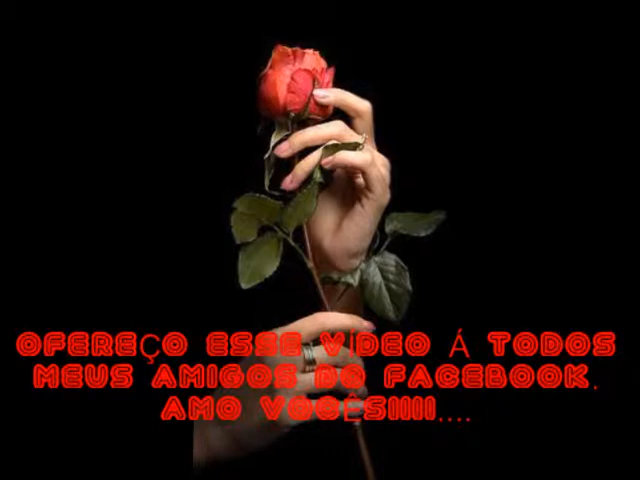 OFEREÇO ESSE VÍDEO Á TODOS
MEUS AMIGOS DO FACEBOOK.
AMO VOCÊS!!!!!....